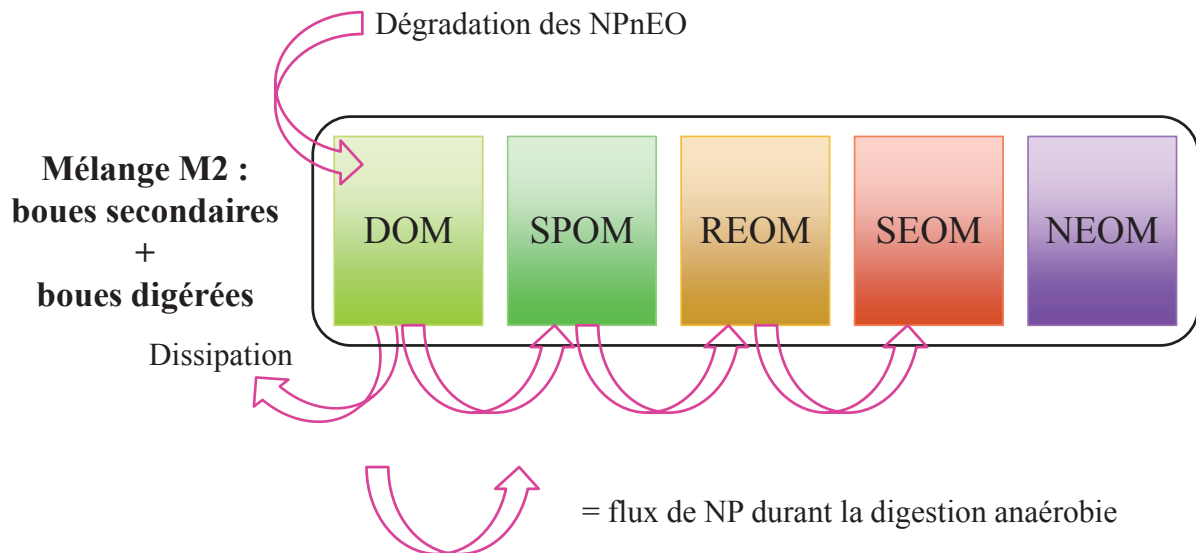 Dégradation des NPnEO
Mélange M2 :
boues secondaires
+
boues digérées
DOM
SPOM
REOM
SEOM
NEOM
Dissipation
= flux de NP durant la digestion anaérobie